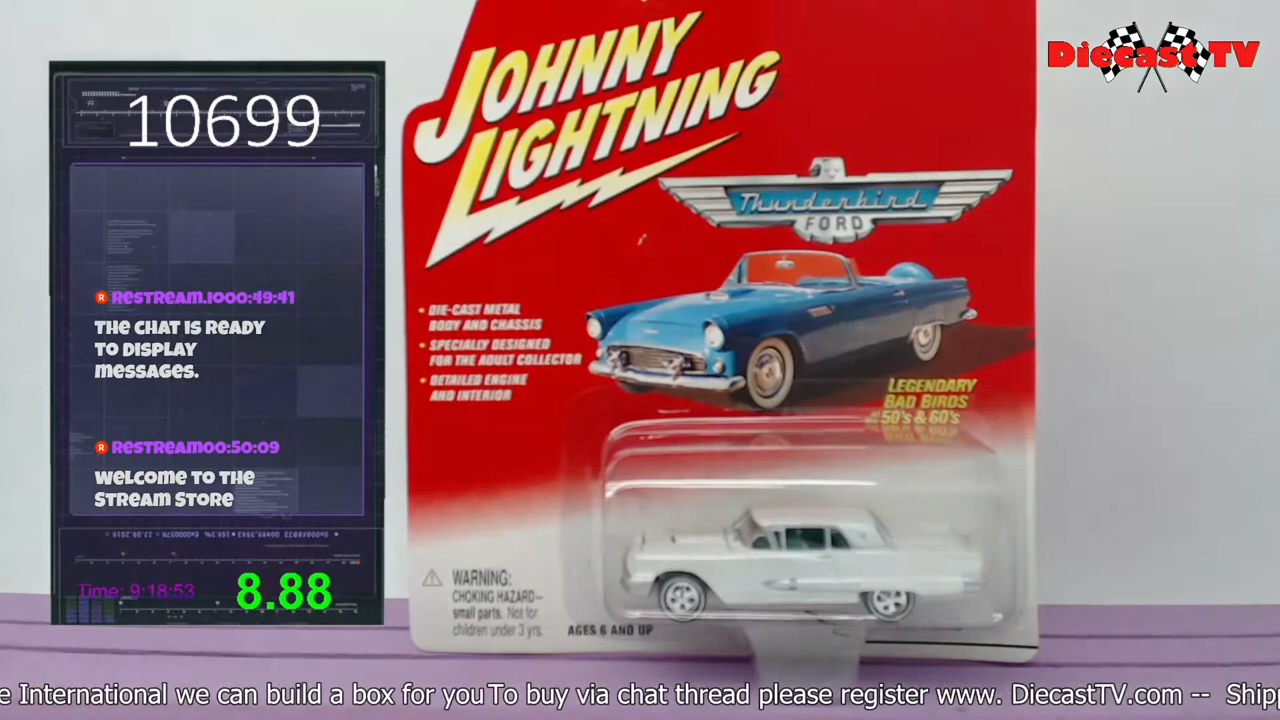 10699
Restream.io00:49:41
THE CHAT IS READY
TO DISPLAY
MESSAGES.
Restream00:50:09
WELCOME TO THE
STREAM STORE
Time: 9:18:53
8.88
JOHNNY
LIGHTNING
Thunderbird
FORD
• DIE-CAST METAL
BODY AND CHASSIS
• SPECIALLY DESIGNED
FOR THE ADULT COLLECTOR
• DETAILED ENGINE
AND INTERIOR
LEGENDARY
BAD BIRDS
50's & 60's
WARNING:
CHOKING HAZARD–
small parts. Not for
children under 3 yrs.
AGES 6 AND UP
Diecast TV
e International we can build a box for you To buy via chat thread please register www. DiecastTV.com -- Shipp